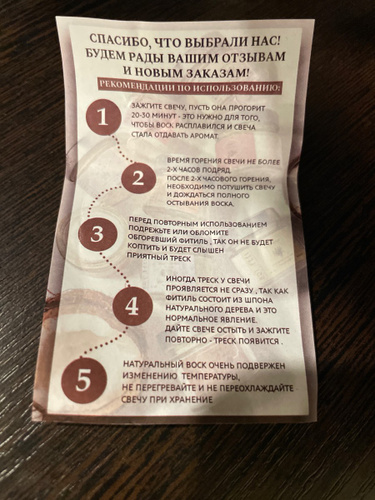 СПАСИБО, ЧТО ВЫБРАЛИ НАС!
БУДЕМ РАДЫ ВАШИМ ОТЗЫВАМ
И НОВЫМ ЗАКАЗАМ!
РЕКОМЕНДАЦИИ ПО ИСПОЛЬЗОВАНИЮ:
1
ЗАЖГИТЕ СВЕЧУ, ПУСТЬ ОНА ПРОГОРИТ
20-30 МИНУТ - ЭТО НУЖНО ДЛЯ ТОГО,
ЧТОБЫ ВОСК РАСПЛАВИЛСЯ И СВЕЧА
СТАЛА ОТДАВАТЬ АРОМАТ.
2
ВРЕМЯ ГОРЕНИЯ СВЕЧИ НЕ БОЛЕЕ
2-Х ЧАСОВ ПОДРЯД.
ПОСЛЕ 2-Х ЧАСОВОГО ГОРЕНИЯ,
НЕОБХОДИМО ПОТУШИТЬ СВЕЧУ
И ДОЖДАТЬСЯ ПОЛНОГО
ОСТЫВАНИЯ ВОСКА.
3
ПЕРЕД ПОВТОРНЫМ ИСПОЛЬЗОВАНИЕМ
ПОДРЕЖЬТЕ ИЛИ ОБЛОМИТЕ
ОБГОРЕВШИЙ ФИТИЛЬ, ТАК ОН НЕ БУДЕТ
КОПТИТЬ И БУДЕТ СЛЫШЕН
ПРИЯТНЫЙ ТРЕСК
4
ИНОГДА ТРЕСК У СВЕЧИ
ПРОЯВЛЯЕТСЯ НЕ СРАЗУ , ТАК КАК
ФИТИЛЬ СОСТОИТ ИЗ ШПОНА
НАТУРАЛЬНОГО ДЕРЕВА И ЭТО
НОРМАЛЬНОЕ ЯВЛЕНИЕ.
ДАЙТЕ СВЕЧЕ ОСТЫТЬ И ЗАЖГИТЕ
ПОВТОРНО - ТРЕСК ПОЯВИТСЯ .
5
НАТУРАЛЬНЫЙ ВОСК ОЧЕНЬ ПОДВЕРЖЕН
ИЗМЕНЕНИЮ ТЕМПЕРАТУРЫ,
НЕ ПЕРЕГРЕВАЙТЕ И НЕ ПЕРЕОХЛАЖДАЙТЕ
СВЕЧУ ПРИ ХРАНЕНИЕ